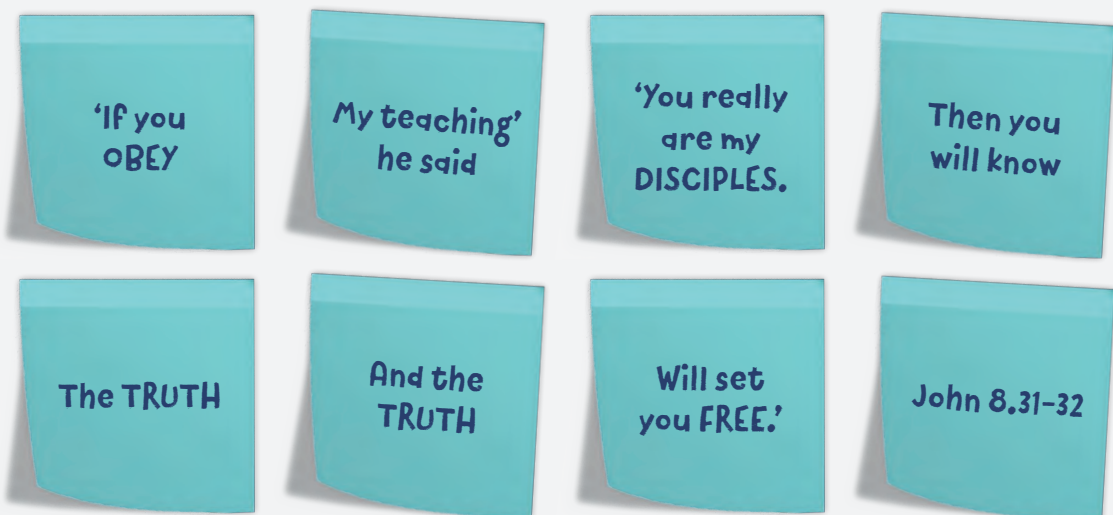 ‘If you
OBEY
My teaching’
he said
‘You really
are my
DISCIPLES.
Then you
will know
The TRUTH
And the
TRUTH
Will set
you FREE.’
John 8.31-32